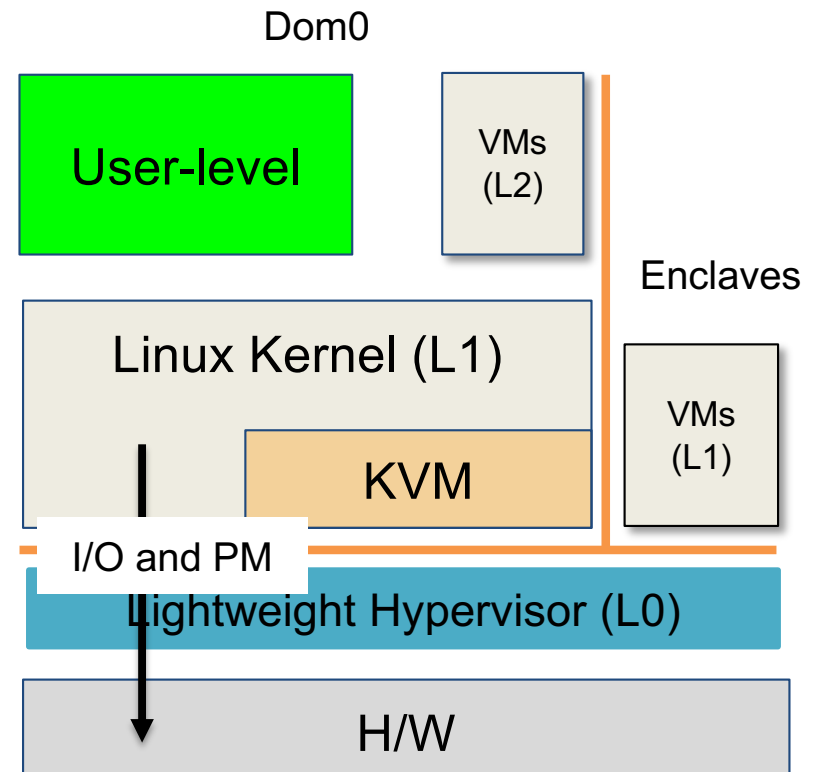 Dom0
User-level
VMs
(L2)
Enclaves
Linux Kernel (L1)
VMs
(L1)
KVM
I/O and PM
Lightweight Hypervisor (L0)
H/W